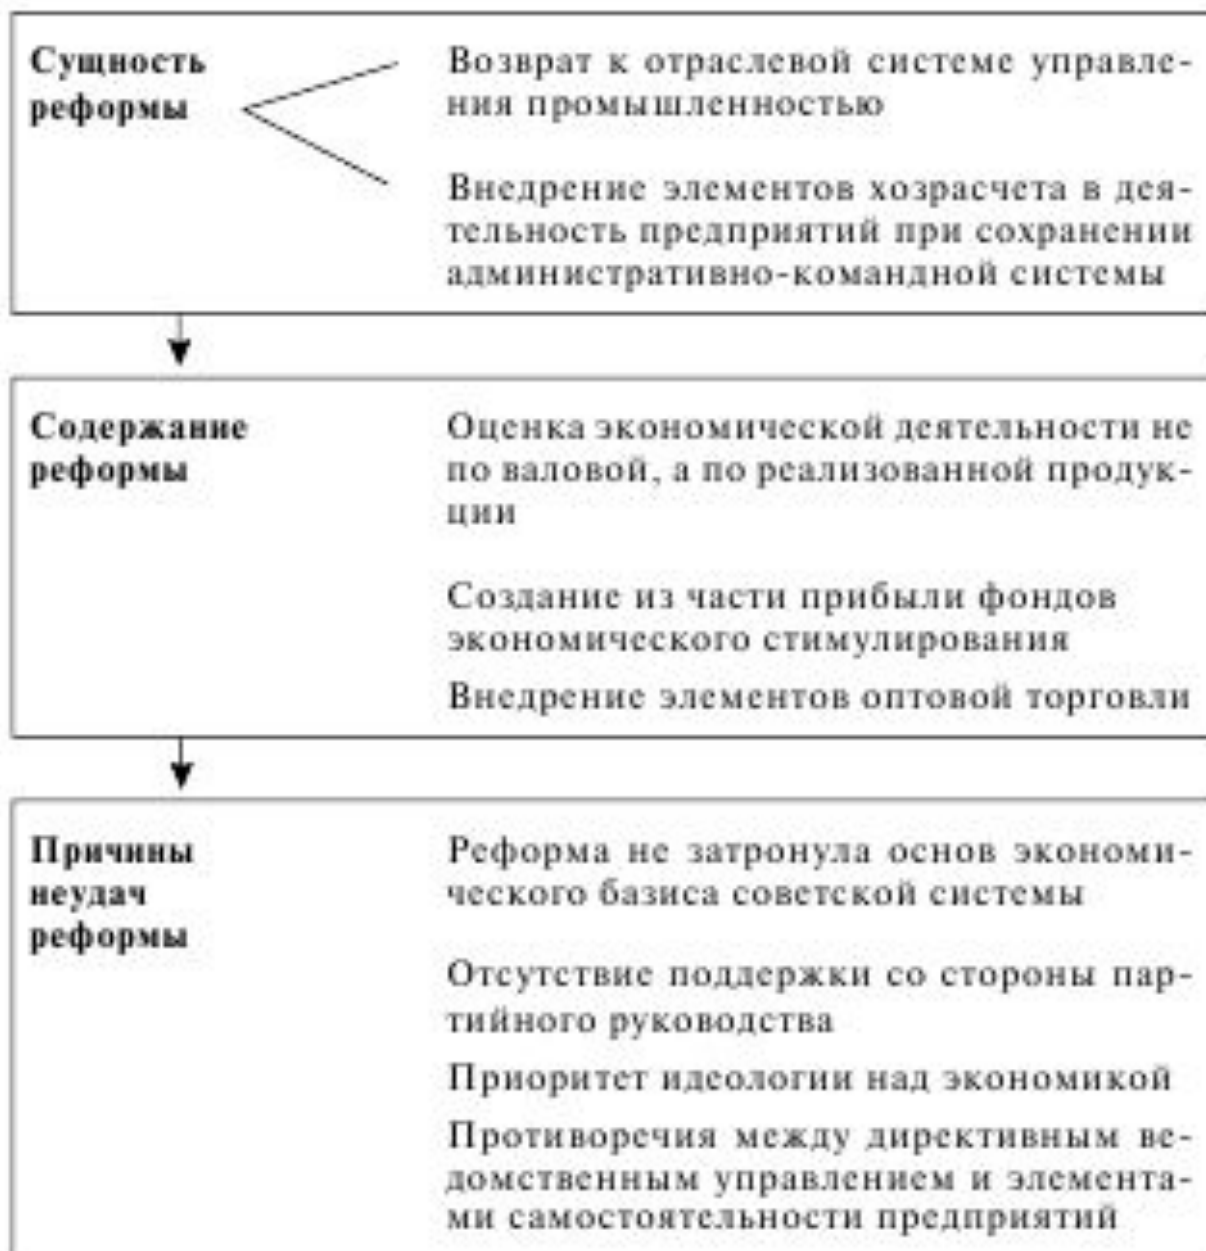 Сущность
реформы
Возврат к отраслевой системе управле-
ния промышленностью
Внедрение элементов хозрасчета в дея-
тельность предприятий при сохранении
административно-командной системы
Содержание
реформы
Оценка экономической деятельности не
по валовой, а по реализованной продук-
ции
Создание из части прибыли фондов
экономического стимулирования
Внедрение элементов оптовой торговли
Причины
неудач
реформы
Реформа не затронула основ экономи-
ческого базиса советской системы
Отсутствие поддержки со стороны пар-
тийного руководства
Приоритет идеологии над экономикой
Противоречия между директивным ве-
домственным управлением и элемента-
ми самостоятельности предприятий